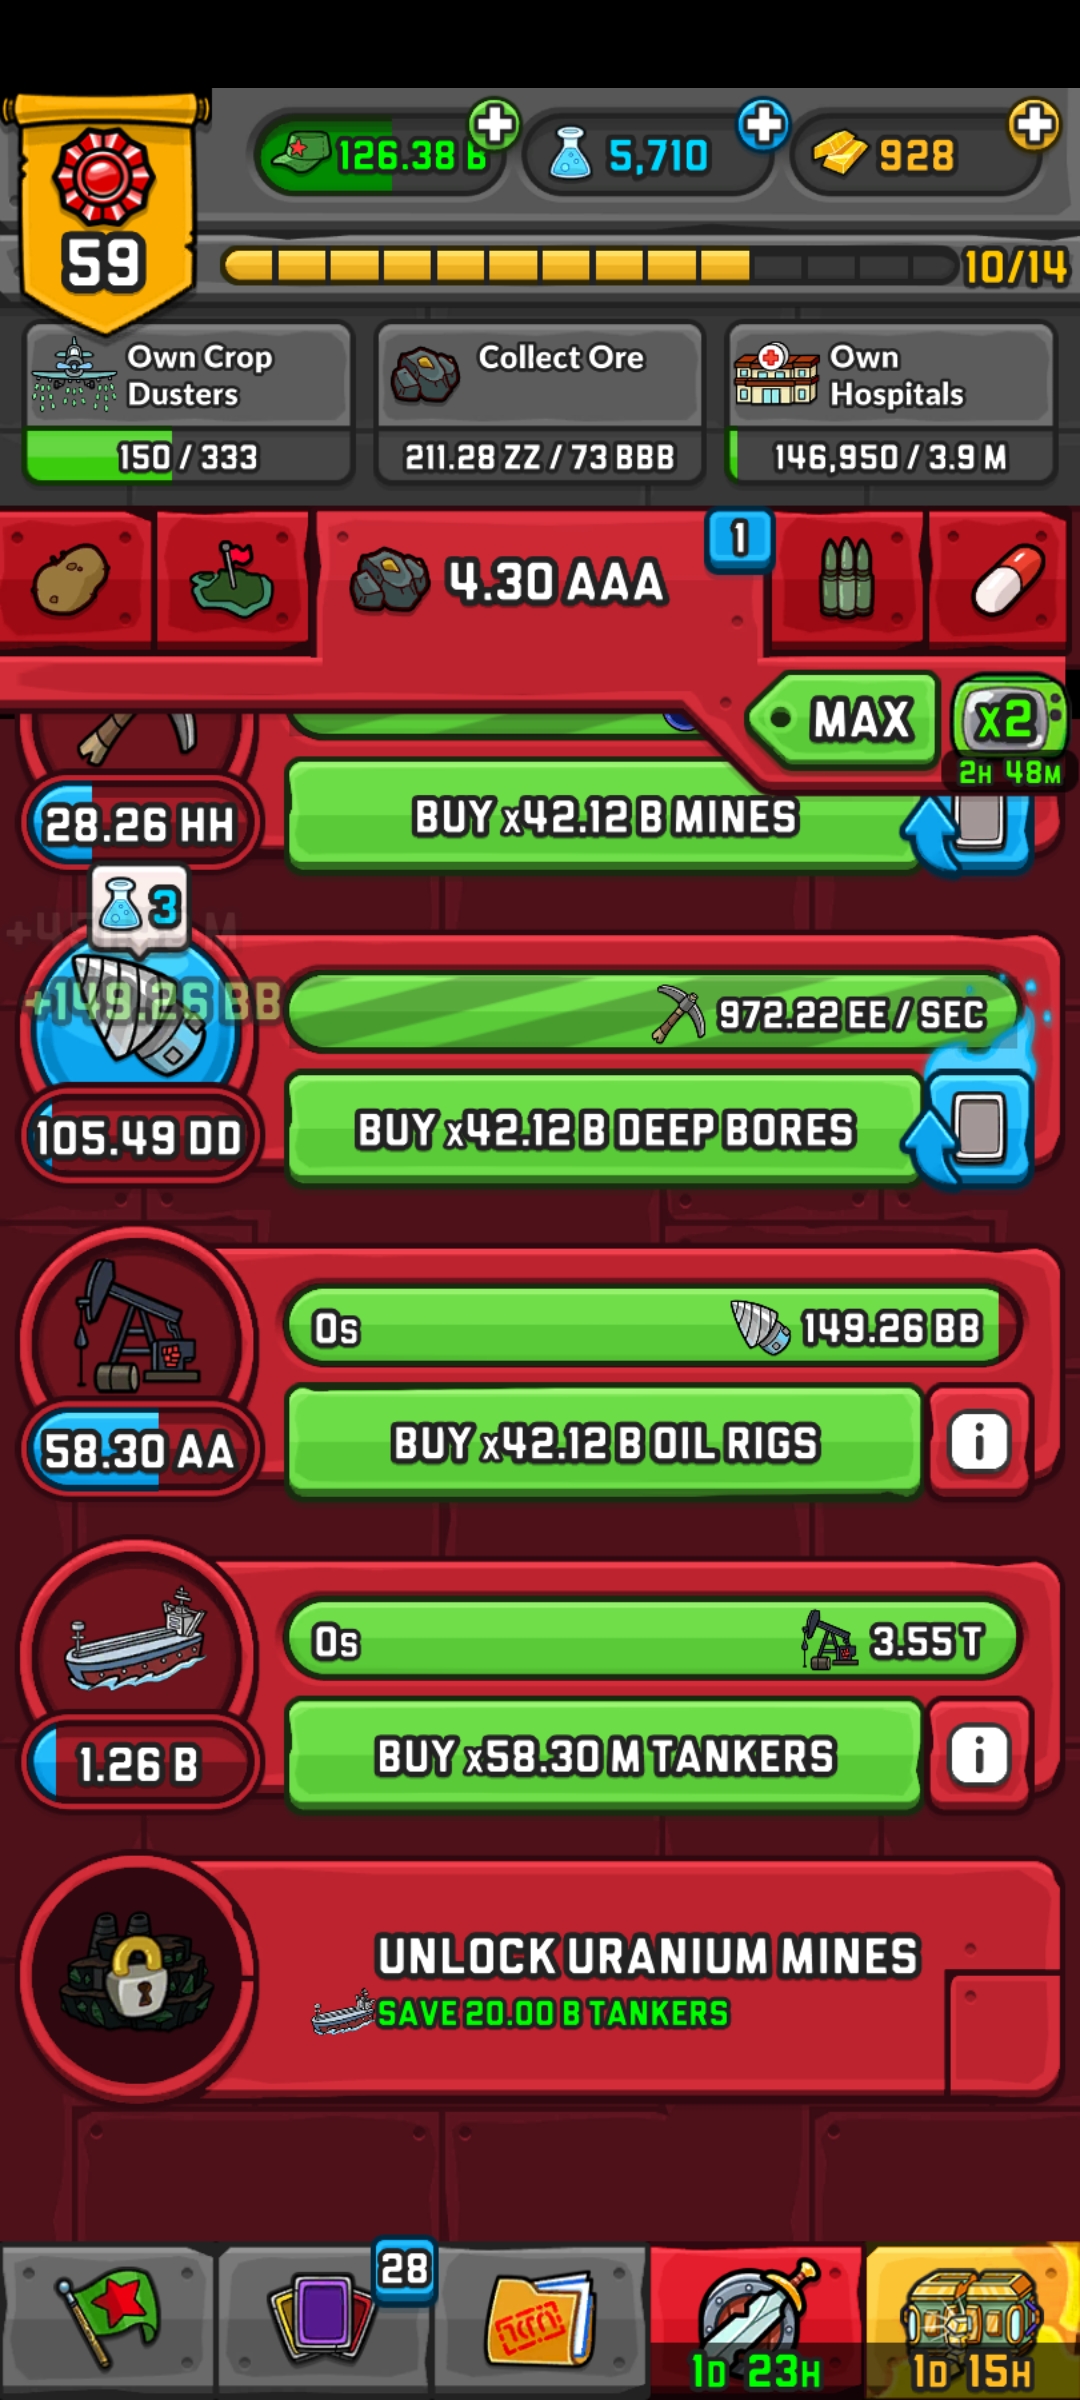 126.38 B
5,710
928
59
10/14
Own Crop
Dusters
150 / 333
Collect Ore
211.28 ZZ / 73 BBB
Own
Hospitals
146,950 / 3.9 M
4.30 AAA
1
MAX
x2
2H 48M
28.26 HH
BUY x42.12 B MINES
3
+149.26 BB
972.22 EE / SEC
105.49 DD
BUY x42.12 B DEEP BORES
0s
149.26 BB
58.30 AA
BUY x42.12 B OIL RIGS
i
0s
3.55 T
1.26 B
BUY x58.30 M TANKERS
i
UNLOCK URANIUM MINES
SAVE 20.00 B TANKERS
28
1D 23H
1D 15H